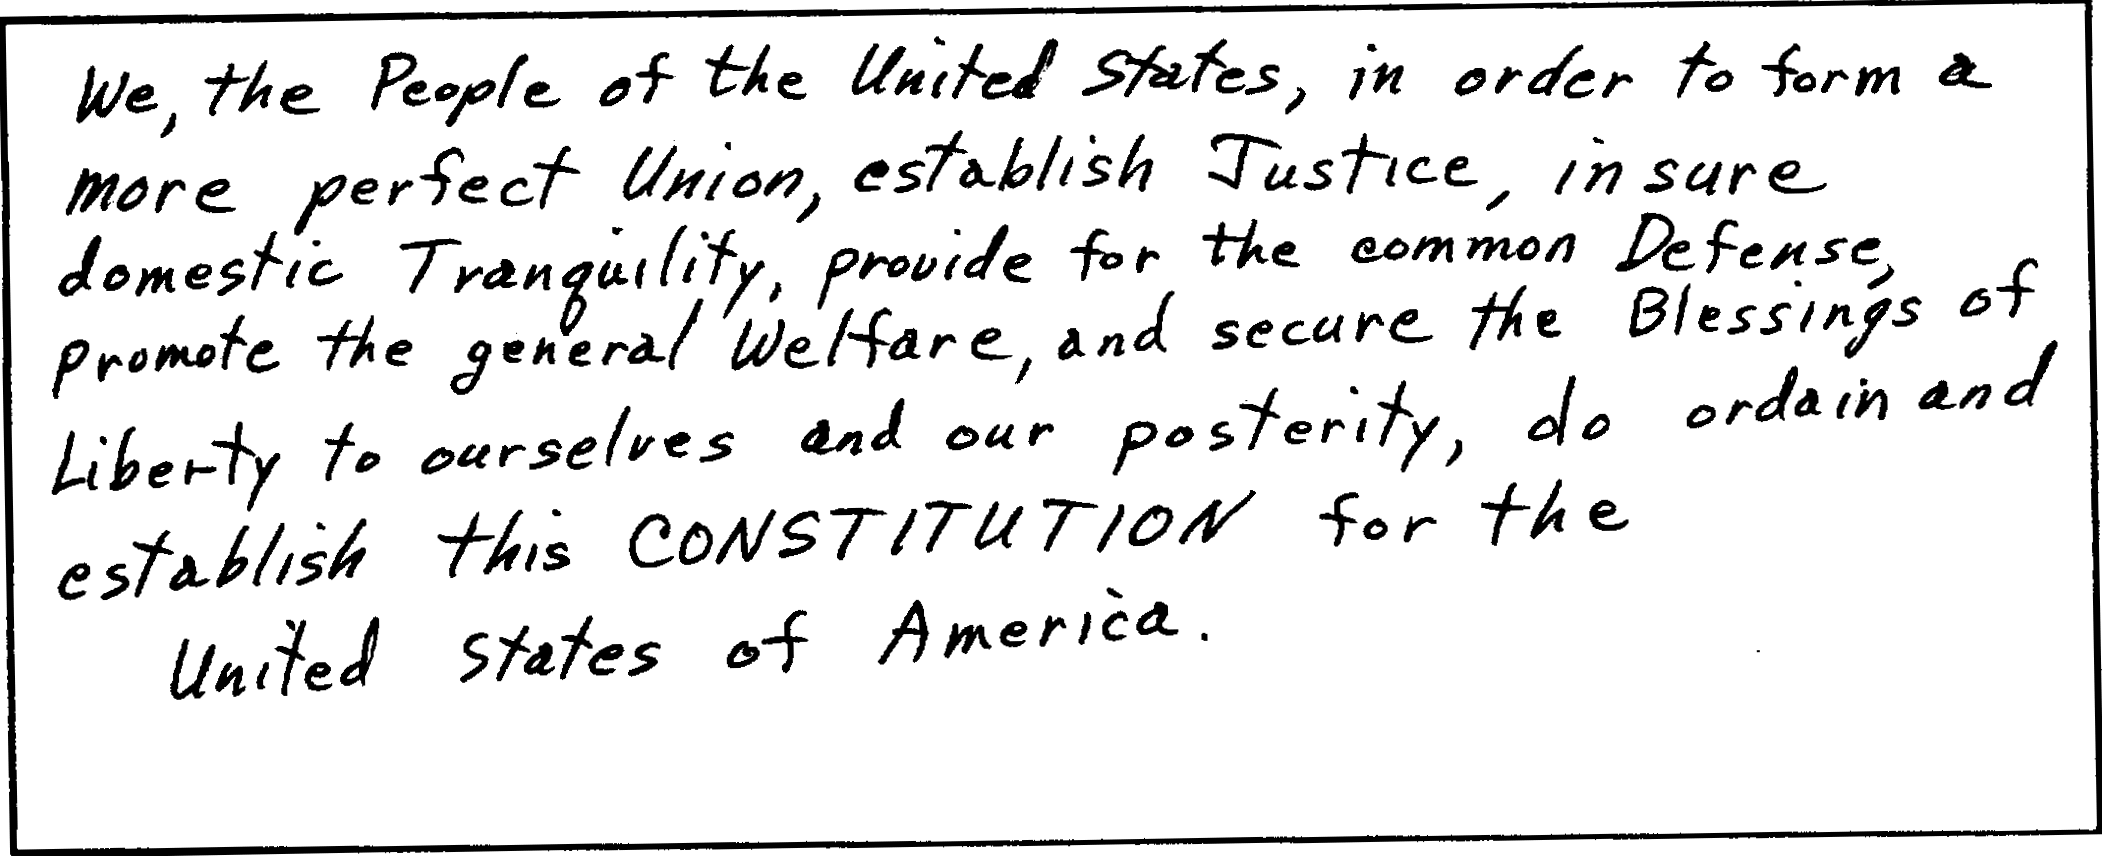 We, the People of the United States, in order to form a
more perfect Union, establish Justice, insure
domestic Tranquility, provide for the common Defense,
promote the general Welfare, and secure the Blessings of
Liberty to ourselves and our posterity, do ordain and
establish this CONSTITUTION for the
United States of America.